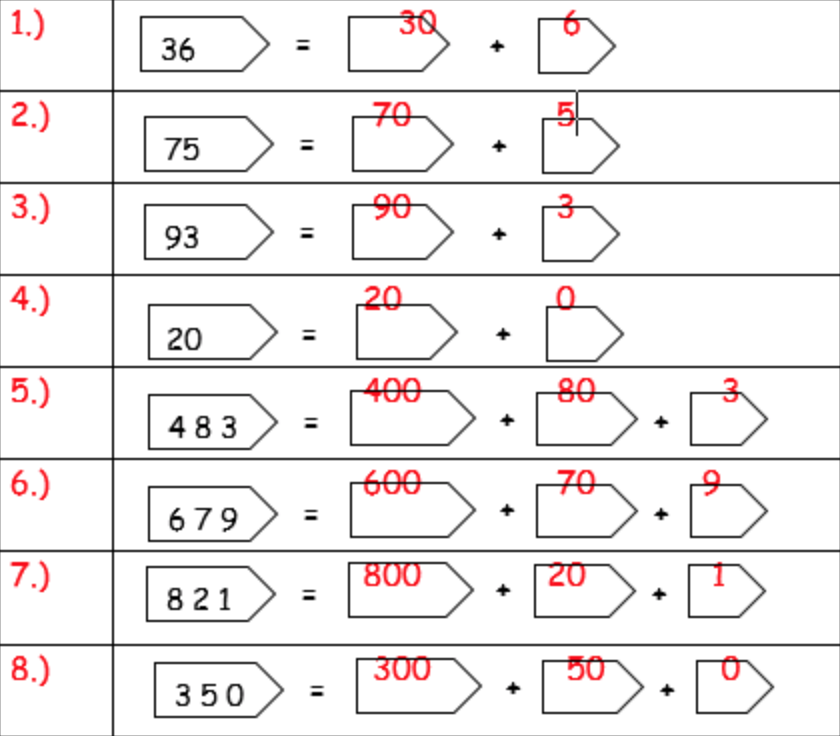 1.) 36 = 30 + 6
2.) 75 = 70 + 5
3.) 93 = 90 + 3
4.) 20 = 20 + 0
5.) 4 8 3 = 400 + 80 + 3
6.) 6 7 9 = 600 + 70 + 9
7.) 8 2 1 = 800 + 20 + 1
8.) 3 5 0 = 300 + 50 + 0